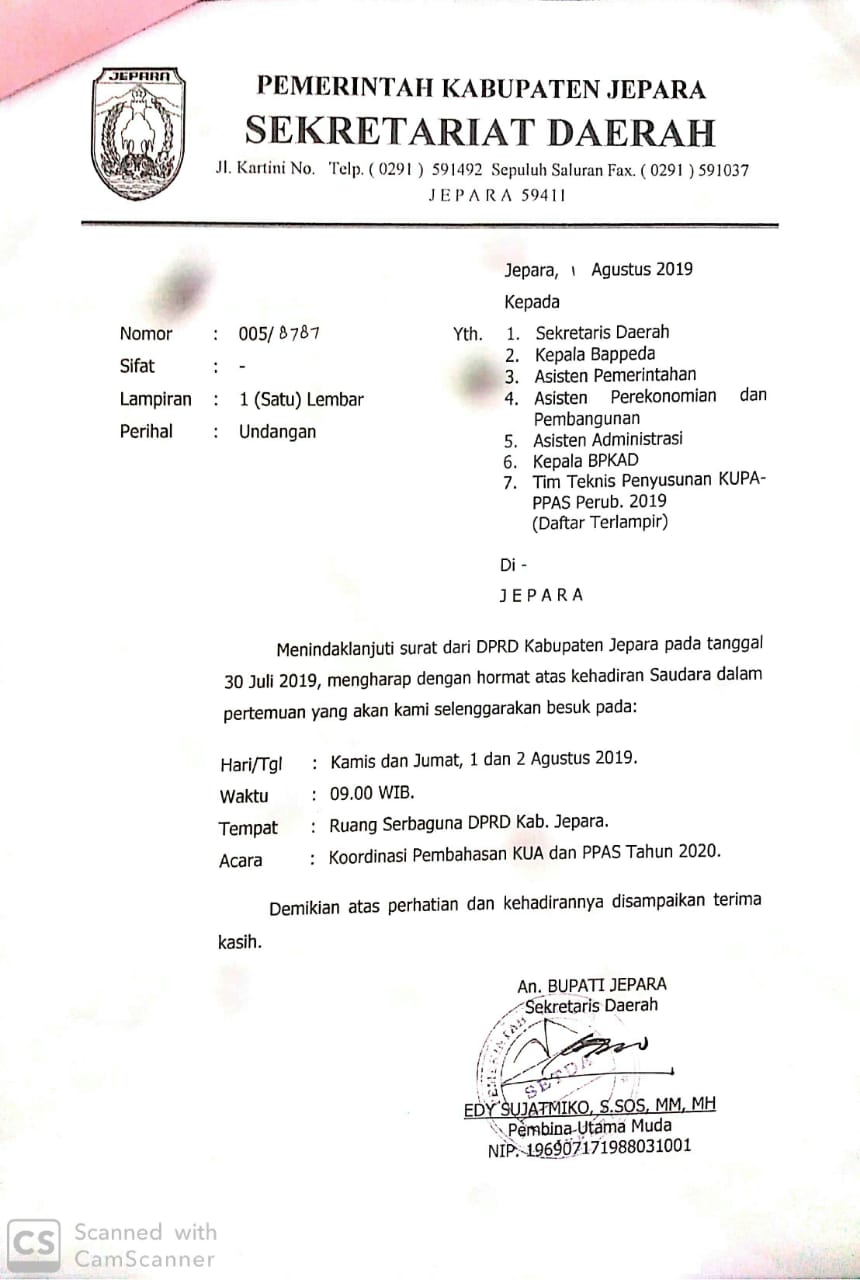 JEPARA
PEMERINTAH KABUPATEN JEPARA
SEKRETARIAT DAERAH
Jl. Kartini No. Telp. ( 0291 ) 591492 Sepuluh Saluran Fax. ( 0291 ) 591037
J E P A R A 59411
Jepara, 1 Agustus 2019
Kepada
Nomor : 005/ 8787
Yth. 1. Sekretaris Daerah
2. Kepala Bappeda
Sifat : -
3. Asisten Pemerintahan
Lampiran : 1 (Satu) Lembar
4. Asisten Perekonomian dan
Pembangunan
Perihal : Undangan
5. Asisten Administrasi
6. Kepala BPKAD
7. Tim Teknis Penyusunan KUPA-
PPAS Perub. 2019
(Daftar Terlampir)
Di -
J E P A R A
Menindaklanjuti surat dari DPRD Kabupaten Jepara pada tanggal
30 Juli 2019, mengharap dengan hormat atas kehadiran Saudara dalam
pertemuan yang akan kami selenggarakan besuk pada:
Hari/Tgl : Kamis dan Jumat, 1 dan 2 Agustus 2019.
Waktu : 09.00 WIB.
Tempat : Ruang Serbaguna DPRD Kab. Jepara.
Acara : Koordinasi Pembahasan KUA dan PPAS Tahun 2020.
Demikian atas perhatian dan kehadirannya disampaikan terima
kasih.
An. BUPATI JEPARA
Sekretaris Daerah
SETDA
EDY SUJATMIKO, S.SOS, MM, MH
Pembina Utama Muda
NIP. 196907171988031001
CS Scanned with
CamScanner